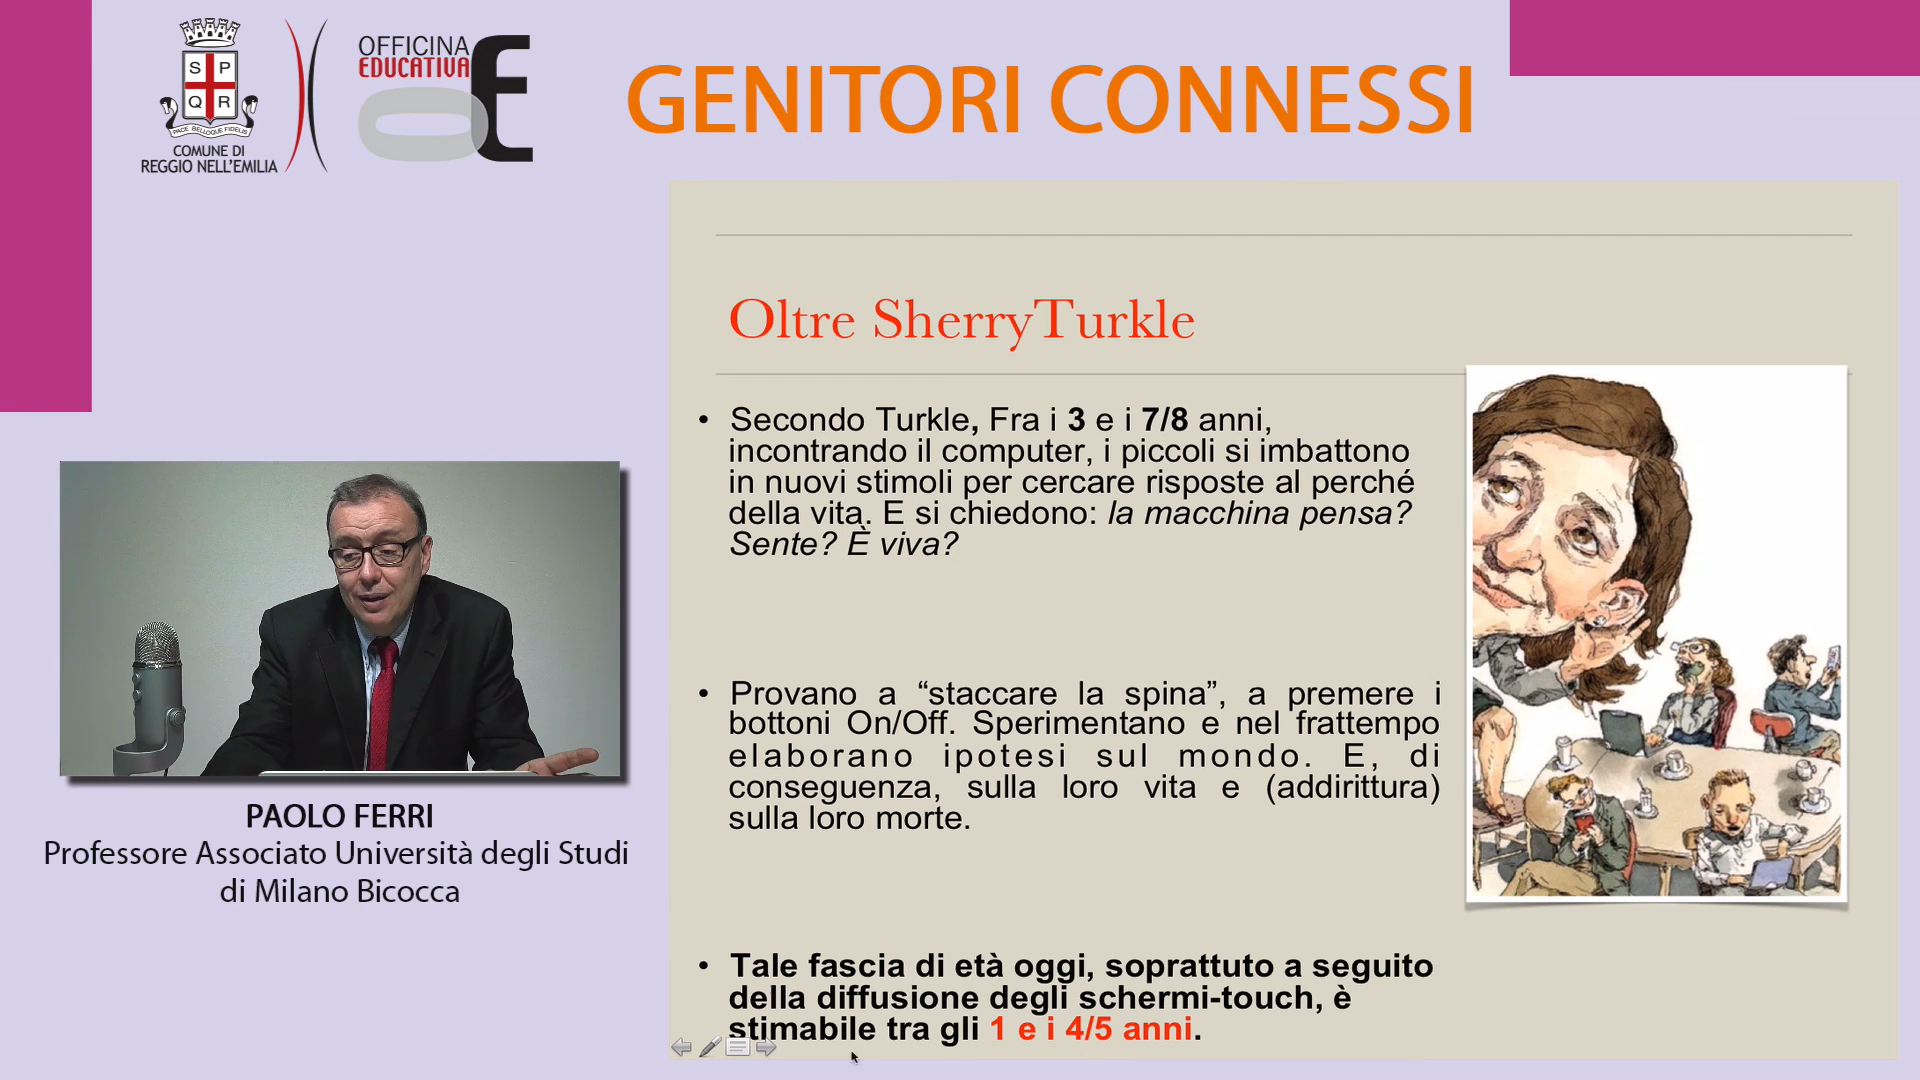 S P
Q R
PACE BELLOQUE FIDELIS
COMUNE DI
REGGIO NELL'EMILIA
OFFICINA
EDUCATIVA
OE
GENITORI CONNESSI
Oltre SherryTurkle
• Secondo Turkle, Fra i 3 e i 7/8 anni,
incontrando il computer, i piccoli si imbattono
in nuovi stimoli per cercare risposte al perché
della vita. E si chiedono: la macchina pensa?
Sente? È viva?
• Provano a “staccare la spina”, a premere i
bottoni On/Off. Sperimentano e nel frattempo
elaborano ipotesi sul mondo. E, di
conseguenza, sulla loro vita e (addirittura)
sulla loro morte.
• Tale fascia di età oggi, soprattutto a seguito
della diffusione degli schermi-touch, è
stimabile tra gli 1 e i 4/5 anni.
PAOLO FERRI
Professore Associato Università degli Studi
di Milano Bicocca